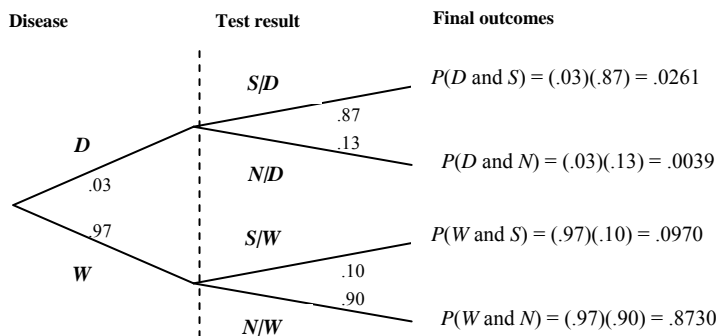 Disease Test result Final outcomes
S/D
P(D and S) = (.03)(.87) = .0261
.87
D
.13
.03
N/D
P(D and N) = (.03)(.13) = .0039
.97
S/W
P(W and S) = (.97)(.10) = .0970
W
.10
.90
N/W
P(W and N) = (.97)(.90) = .8730